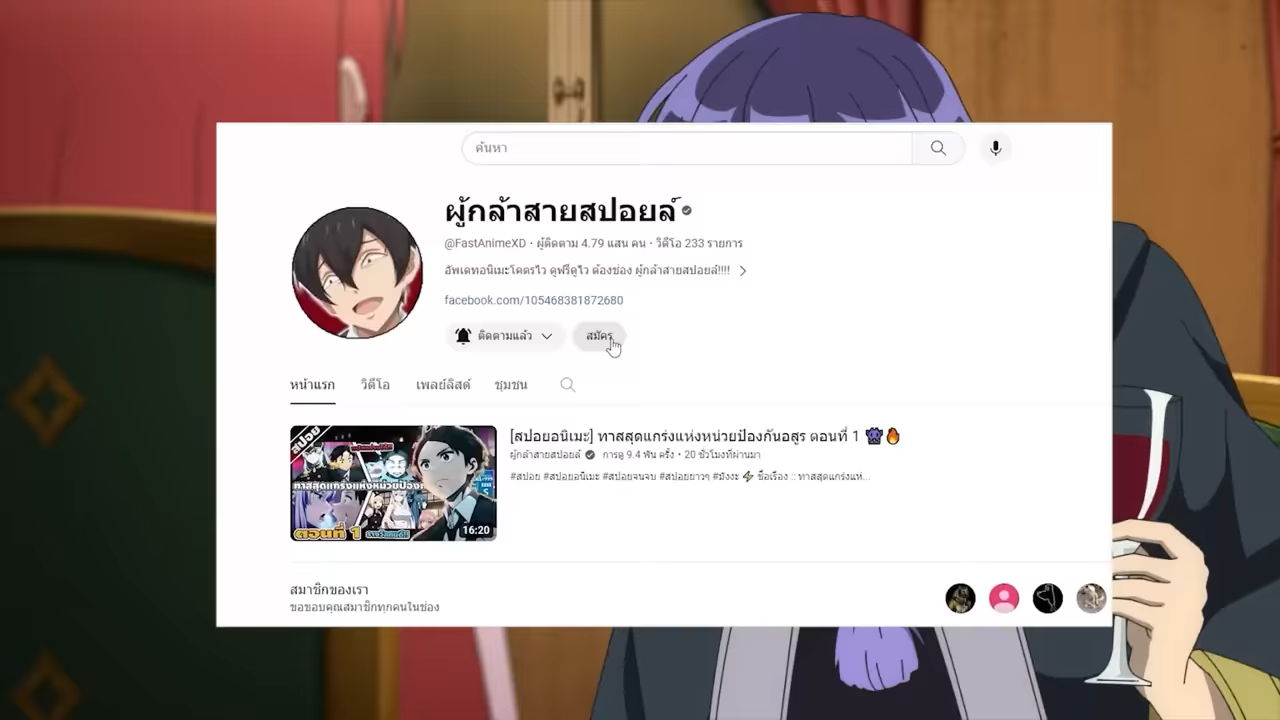 ค้นหา
ผู้กล้าสายสปอยล์
@FastAnimeXD · ผู้ติดตาม 4.79 แสน คน · วิดีโอ 233 รายการ
อัพเดทอนิเมะโคตรไว ดูฟรีดูไว ต้องช่อง ผู้กล้าสายสปอยล์!!!!
facebook.com/105468381872680
ติดตามแล้ว
สมัคร
หน้าแรก วิดีโอ เพลย์ลิสต์ ชุมชน
[สปอยอนิเมะ] ทาสสุดแกร่งแห่งหน่วยป้องกันอสูร ตอนที่ 1 👿🔥
ผู้กล้าสายสปอยล์ การดู 9.4 พัน ครั้ง · 20 ชั่วโมงที่ผ่านมา
#สปอย #สปอยอนิเมะ #สปอยจนจบ #สปอยยาวๆ #มังงะ ⚡ ชื่อเรื่อง :: ทาสสุดแกร่งแห่...
สปอย
ทาสสุดแกร่งแห่งหน่วยป้อง
ตอนที่ 1
16:20
สมาชิกของเรา
ขอขอบคุณสมาชิกทุกคนในช่อง